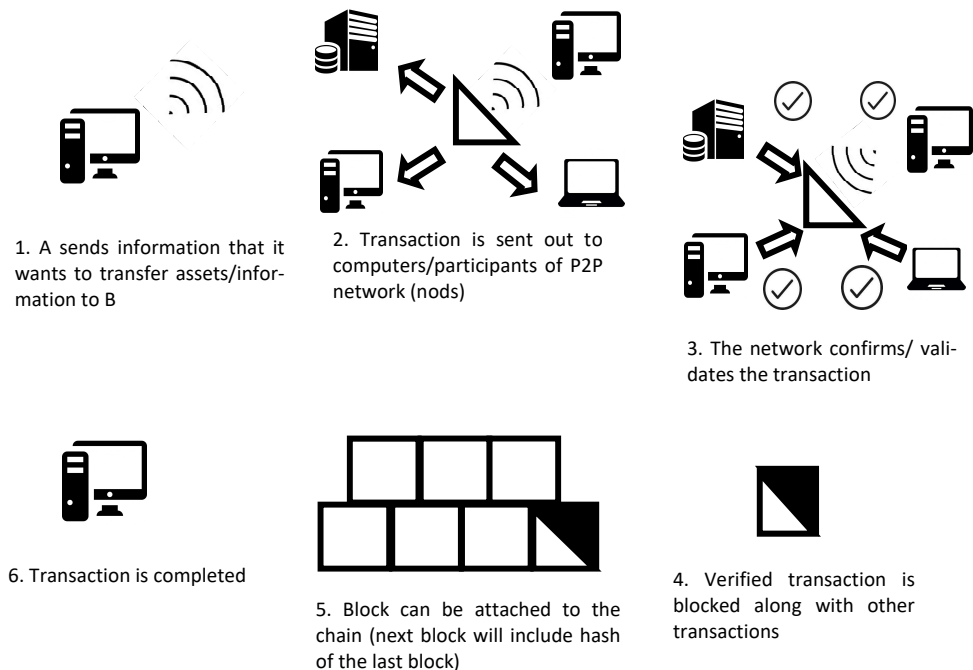 1. A sends information that it
wants to transfer assets/infor-
mation to B
2. Transaction is sent out to
computers/participants of P2P
network (nods)
3. The network confirms/ vali-
dates the transaction
6. Transaction is completed
5. Block can be attached to the
chain (next block will include hash
of the last block)
4. Verified transaction is
blocked along with other
transactions